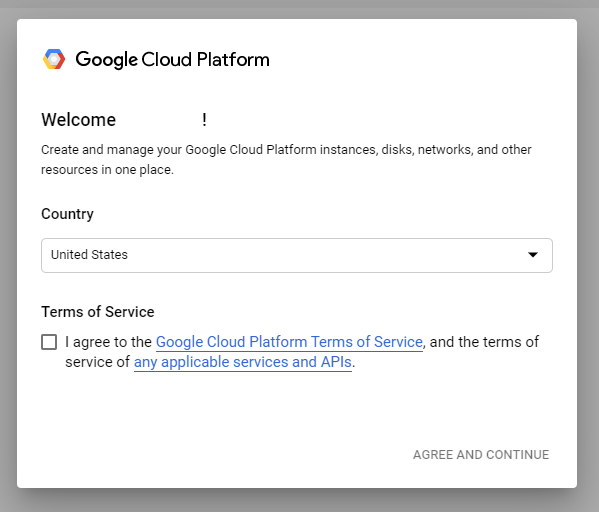 Google Cloud Platform
Welcome !
Create and manage your Google Cloud Platform instances, disks, networks, and other
resources in one place.
Country
United States
Terms of Service
I agree to the Google Cloud Platform Terms of Service, and the terms of
service of any applicable services and APIs.
AGREE AND CONTINUE